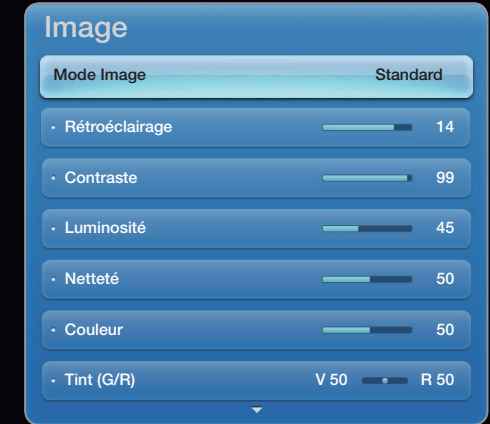 Image
Mode Image Standard
· Rétroéclairage 14
· Contraste 99
· Luminosité 45
· Netteté 50
· Couleur 50
· Tint (G/R) V 50 R 50